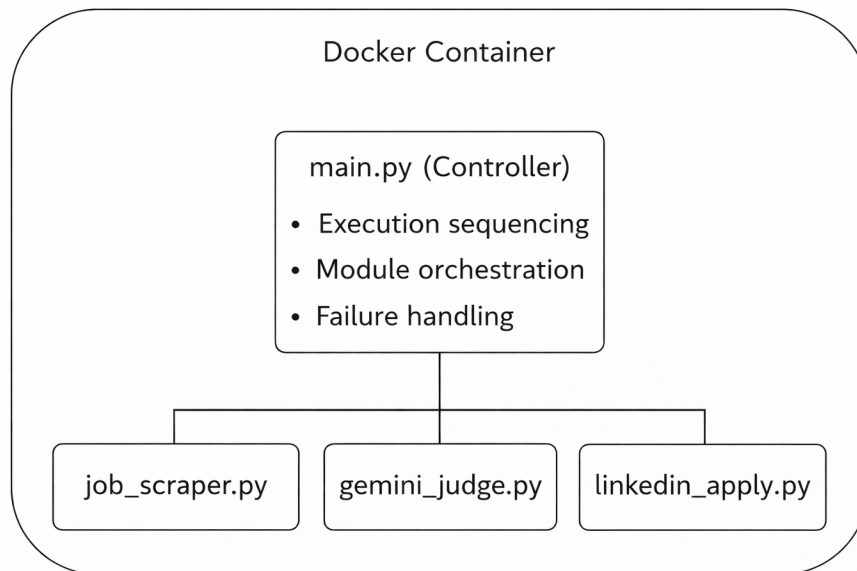 Docker Container
main.py (Controller)
• Execution sequencing
• Module orchestration
• Failure handling
job_scraper.py
gemini_judge.py
linkedin_apply.py